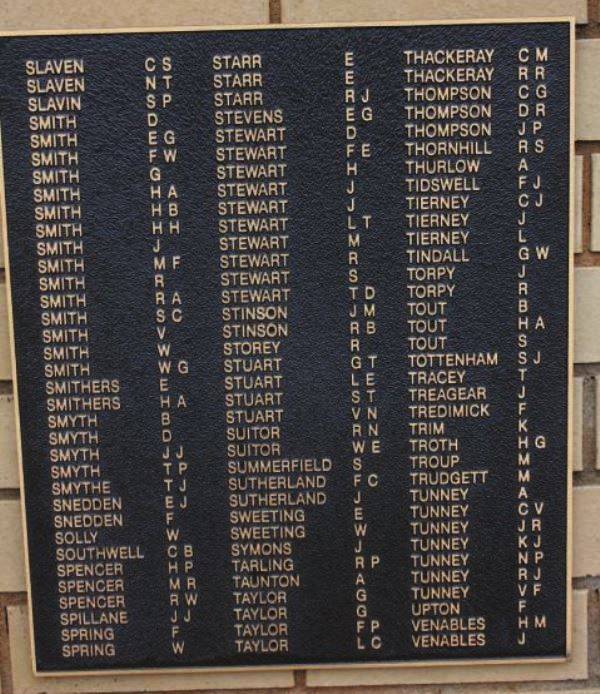 SLAVEN C S
SLAVEN N T
SLAVIN S P
SMITH D
SMITH E G
SMITH F W
SMITH G
SMITH H A
SMITH H B
SMITH H H
SMITH J
SMITH M F
SMITH R
SMITH R A
SMITH S C
SMITH V
SMITH W
SMITH W G
SMITHERS E
SMITHERS H A
SMYTH B
SMYTH D
SMYTH J J
SMYTH T P
SMYTHE T J
SNEDDEN E J
SNEDDEN F
SOLLY W
SOUTHWELL C B
SPENCER H P
SPENCER M R
SPENCER R W
SPILLANE J J
SPRING F
SPRING W
STARR E
STARR E
STARR R J
STEVENS E G
STEWART D
STEWART F E
STEWART H
STEWART J
STEWART L T
STEWART M
STEWART R
STEWART S
STEWART T D
STINSON J M
STINSON R B
STOREY R
STUART G T
STUART L E
STUART S T
STUART V N
SUITOR R N
SUITOR W E
SUMMERFIELD S
SUTHERLAND F C
SUTHERLAND J
SWEETING E
SWEETING W
SYMONS J
TARLING R P
TAUNTON A
TAYLOR G
TAYLOR G
TAYLOR F P
TAYLOR L C
THACKERAY C M
THACKERAY R R
THOMPSON C G
THOMPSON D R
THOMPSON J P
THORNHILL R S
THURLOW A
TIDSWELL F J
TIERNEY C J
TIERNEY J
TIERNEY L
TINDALL G W
TORPY J
TORPY R
TOUT B
TOUT H A
TOUT S
TOTTENHAM S J
TRACEY T
TREAGEAR J
TREDIMICK F
TRIM K
TROTH H G
TROUP M
TRUDGETT M
TUNNEY A
TUNNEY C V
TUNNEY J R
TUNNEY K J
TUNNEY N P
TUNNEY R J
TUNNEY V F
UPTON F
VENABLES H M
VENABLES J